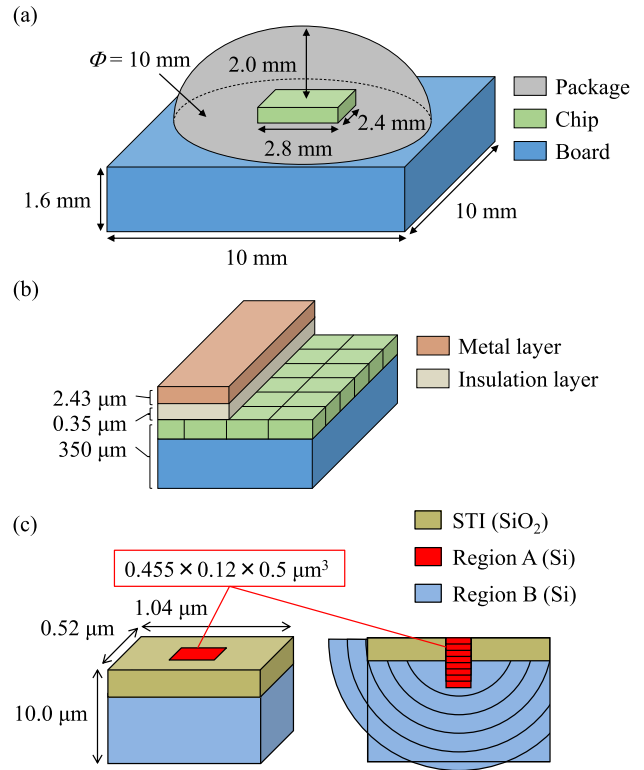 (a)
Φ = 10 mm
2.0 mm
2.4 mm
2.8 mm
Package
Chip
Board
1.6 mm
10 mm
10 mm
(b)
Metal layer
Insulation layer
2.43 μm
0.35 μm
350 μm
(c)
STI (SiO₂)
Region A (Si)
Region B (Si)
0.455 × 0.12 × 0.5 μm³
1.04 μm
0.52 μm
10.0 μm